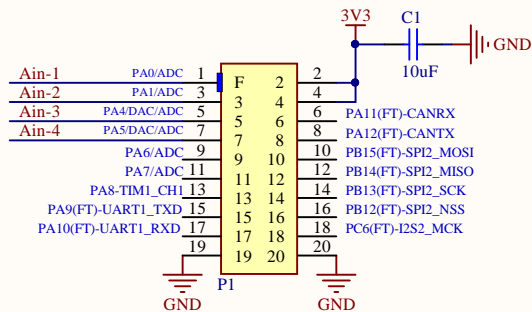 3V3
C1
GND
10uF
Ain-1 PA0/ADC 1 F 2 2
Ain-2 PA1/ADC 3 3 4 4
Ain-3 PA4/DAC/ADC 5 5 6 6 PA11(FT)-CANRX
Ain-4 PA5/DAC/ADC 7 7 8 8 PA12(FT)-CANTX
PA6/ADC 9 9 10 10 PB15(FT)-SPI2_MOSI
PA7/ADC 11 11 12 12 PB14(FT)-SPI2_MISO
PA8-TIM1_CH1 13 13 14 14 PB13(FT)-SPI2_SCK
PA9(FT)-UART1_TXD 15 15 16 16 PB12(FT)-SPI2_NSS
PA10(FT)-UART1_RXD 17 17 18 18 PC6(FT)-I2S2_MCK
19 19 20 20
P1
GND GND